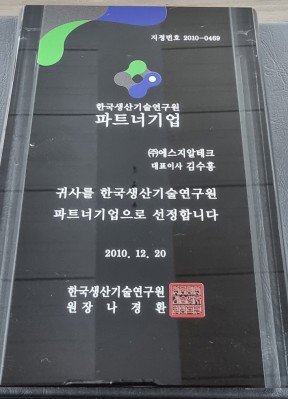 지정번호 2010-0469
한국생산기술연구원
파트너기업
㈜에스지알테크
대표이사 김수홍
귀사를 한국생산기술연구원
파트너기업으로 선정합니다
2010. 12. 20
한국생산기술연구원
원장 나경환